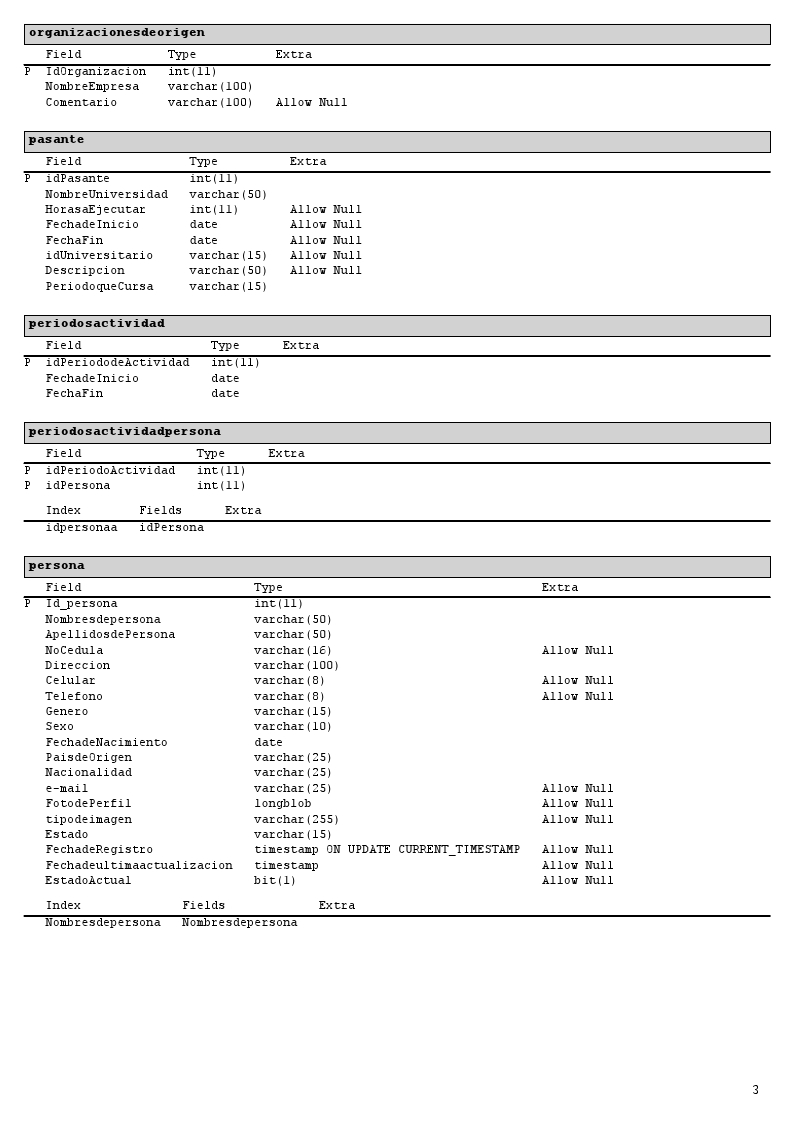 organizacionesdeorigen
Field Type Extra
P IdOrganizacion int(11)
NombreEmpresa varchar(100)
Comentario varchar(100) Allow Null
pasante
Field Type Extra
P idPasante int(11)
NombreUniversidad varchar(50)
HorasaEjecutar int(11) Allow Null
FechadeInicio date Allow Null
FechaFin date Allow Null
idUniversitario varchar(15) Allow Null
Descripcion varchar(50) Allow Null
PeriodoqueCursa varchar(15)
periodosactividad
Field Type Extra
P idPeriododeActividad int(11)
FechadeInicio date
FechaFin date
periodosactividadpersona
Field Type Extra
P idPeriodoActividad int(11)
P idPersona int(11)
Index Fields Extra
idpersonaa idPersona
persona
Field Type Extra
P Id_persona int(11)
Nombresdepersona varchar(50)
ApellidosdePersona varchar(50)
NoCedula varchar(16) Allow Null
Direccion varchar(100)
Celular varchar(8) Allow Null
Telefono varchar(8) Allow Null
Genero varchar(15)
Sexo varchar(10)
FechadeNacimiento date
PaisdeOrigen varchar(25)
Nacionalidad varchar(25)
e-mail varchar(25) Allow Null
FotodePerfil longblob Allow Null
tipodeimagen varchar(255) Allow Null
Estado varchar(15)
FechadeRegistro timestamp ON UPDATE CURRENT_TIMESTAMP Allow Null
Fechadeultimaactualizacion timestamp Allow Null
EstadoActual bit(1) Allow Null
Index Fields Extra
Nombresdepersona Nombresdepersona
3